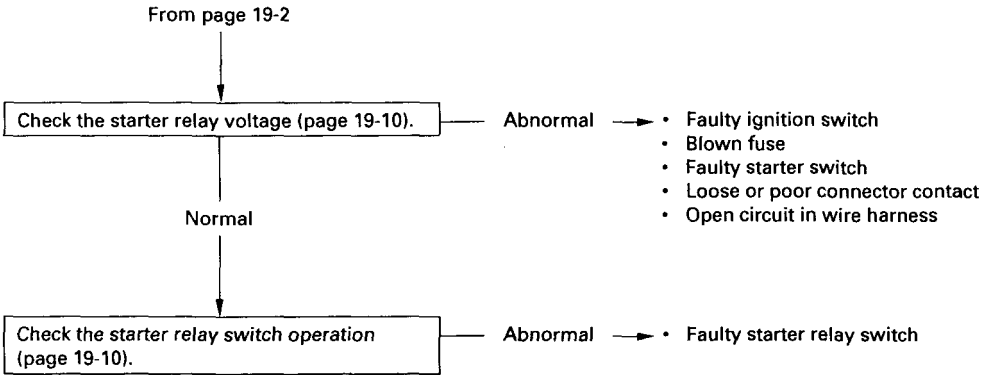 From page 19-2
Check the starter relay voltage (page 19-10).
Abnormal
• Faulty ignition switch
• Blown fuse
• Faulty starter switch
• Loose or poor connector contact
• Open circuit in wire harness
Normal
Check the starter relay switch operation
(page 19-10).
Abnormal
• Faulty starter relay switch